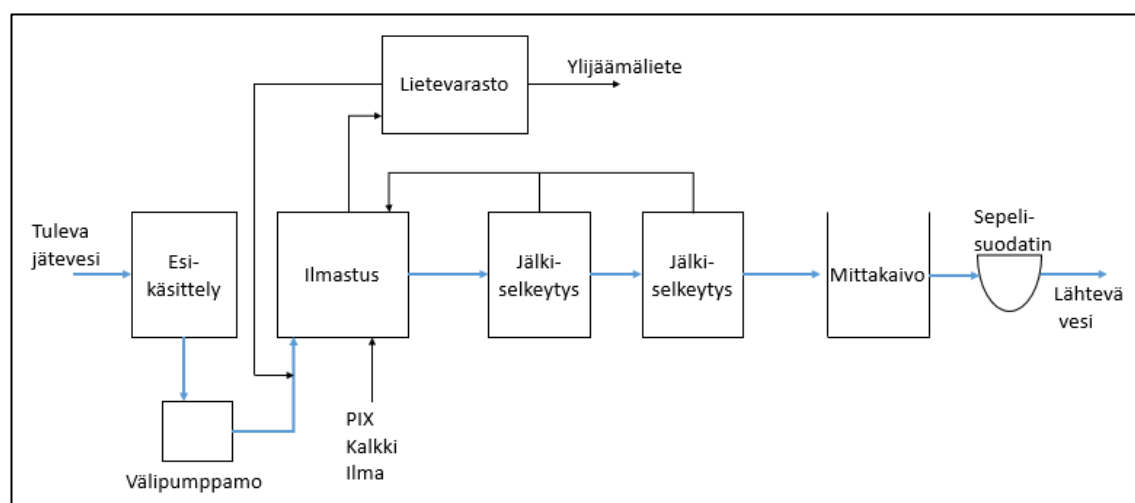 Ylijäämäliete
Lietevarasto
Tuleva
jätevesi
Esi-
käsittely
Ilmastus
Jälki-
selkeytys
Jälki-
selkeytys
Mittakaivo
Sepeli-
suodatin
Lähtevä
vesi
Välipumppamo
PIX
Kalkki
Ilma